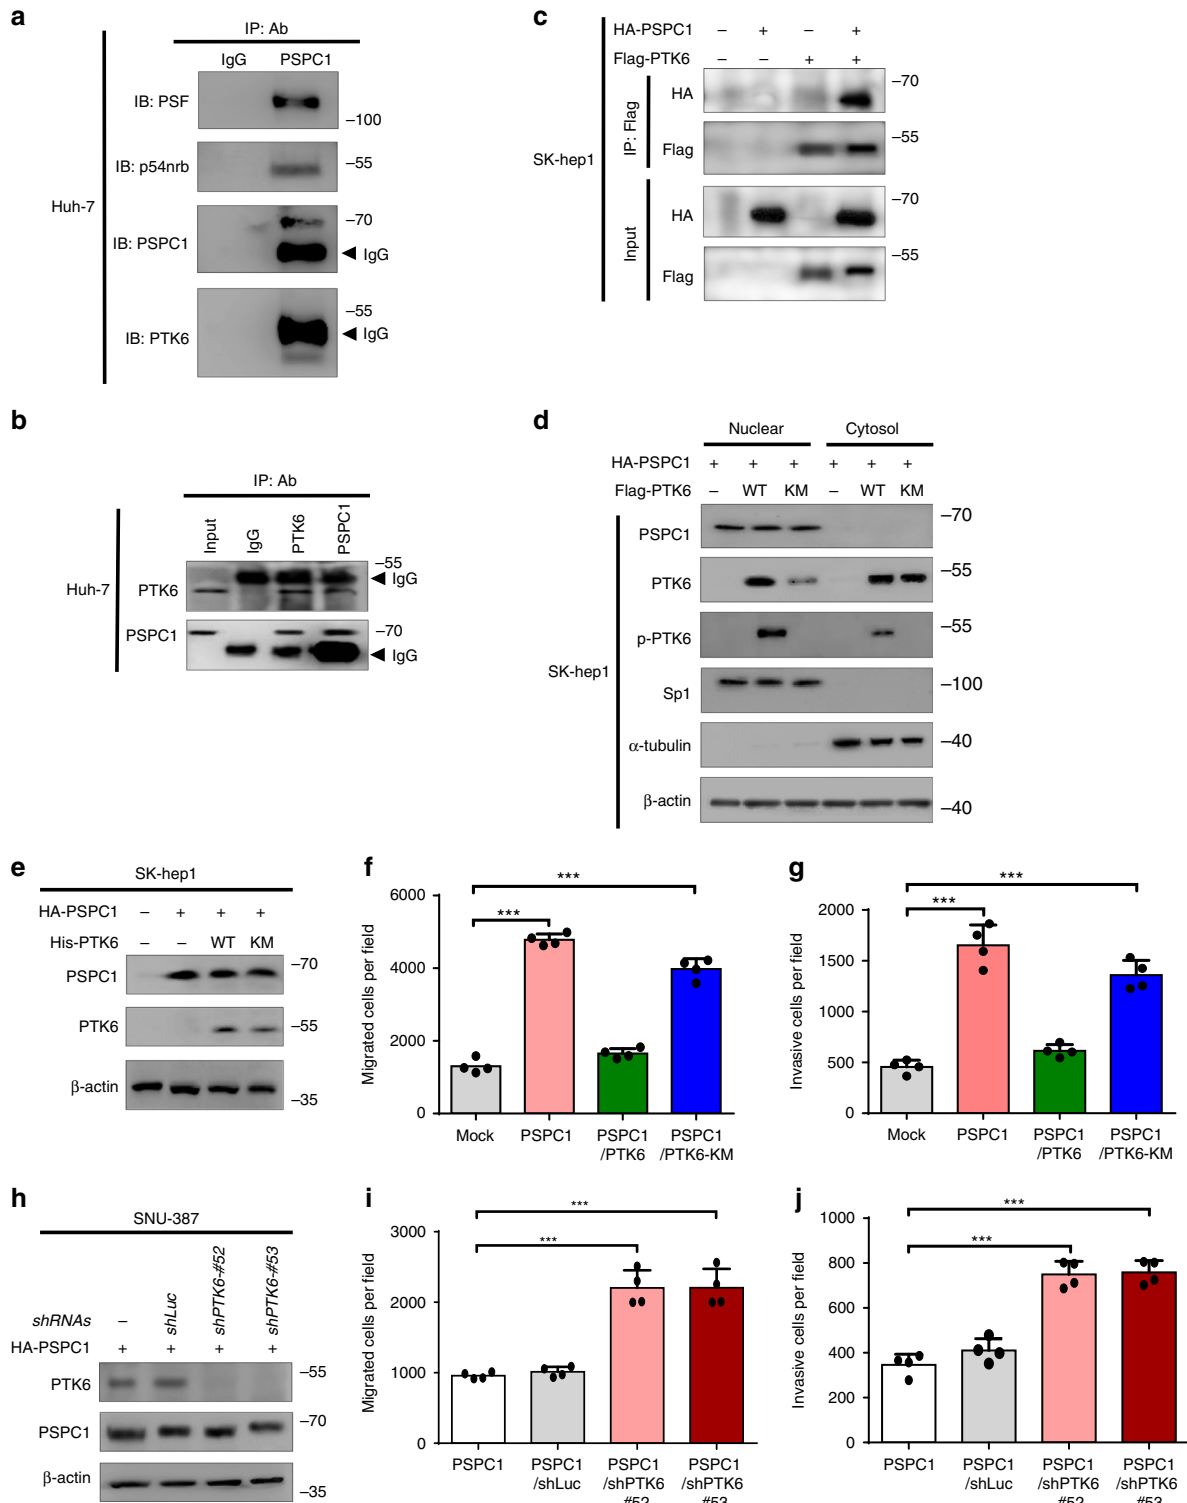 a
IP: Ab
IgG PSPC1
Huh-7
IB: PSF
–100
IB: p54nrb
–55
IB: PSPC1
–70
IgG
IB: PTK6
–55
IgG
b
IP: Ab
Input IgG PTK6 PSPC1
Huh-7
PTK6
–55
IgG
PSPC1
–70
IgG
c
HA-PSPC1 – + – +
Flag-PTK6 – – + +
SK-hep1
IP: Flag
HA
–70
Flag
–55
Input
HA
–70
Flag
–55
d
Nuclear Cytosol
HA-PSPC1 + + + + + +
Flag-PTK6 – WT KM – WT KM
SK-hep1
PSPC1
–70
PTK6
–55
p-PTK6
–55
Sp1
–100
α-tubulin
–40
β-actin
–40
e
SK-hep1
HA-PSPC1 – + + +
His-PTK6 – – WT KM
PSPC1
–70
PTK6
–55
β-actin
–35
f
Migrated cells per field
6000
4000
2000
0
***
***
Mock PSPC1 PSPC1 PSPC1
/PTK6 /PTK6-KM
g
Invasive cells per field
2000
1500
1000
500
0
***
***
Mock PSPC1 PSPC1 PSPC1
/PTK6 /PTK6-KM
h
SNU-387
shRNAs – shLuc shPTK6-#52 shPTK6-#53
HA-PSPC1 + + + +
PTK6
–55
PSPC1
–70
β-actin
–35
i
Migrated cells per field
3000
2000
1000
0
***
***
PSPC1 PSPC1 PSPC1 PSPC1
/shLuc /shPTK6 /shPTK6
#52 #53
j
Invasive cells per field
1000
800
600
400
200
0
***
***
PSPC1 PSPC1 PSPC1 PSPC1
/shLuc /shPTK6 /shPTK6
#52 #53